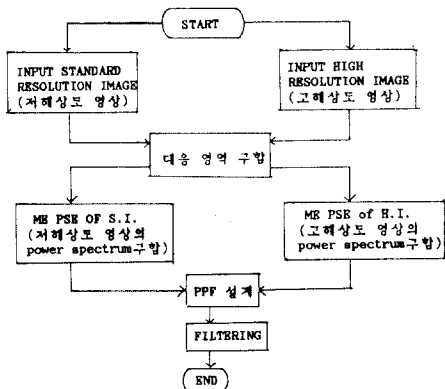 START
INPUT STANDARD
RESOLUTION IMAGE
(저해상도 영상)
INPUT HIGH
RESOLUTION IMAGE
(고해상도 영상)
대응 영역 구함
ME PSE OF S.I.
(저해상도 영상의
power spectrum구함)
ME PSE of H.I.
(고해상도 영상의
power spectrum구함)
PPF 설계
FILTERING
END